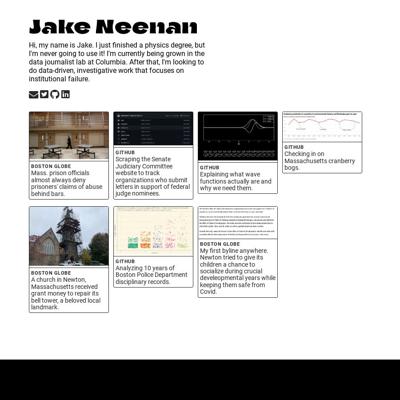 Jake Neenan
Hi, my name is Jake. I just finished a physics degree, but
I'm never going to use it! I'm currently being grown in the
data journalist lab at Columbia. After that, I'm looking to
do data-driven, investigative work that focuses on
institutional failure.
BOSTON GLOBE
Mass. prison officials
almost always deny
prisoners' claims of abuse
behind bars.
GITHUB
Scraping the Senate
Judiciary Committee
website to track
organizations who submit
letters in support of federal
judge nominees.
GITHUB
Explaining what wave
functions actually are and
why we need them.
GITHUB
Checking in on
Massachusetts cranberry
bogs.
BOSTON GLOBE
A church in Newton,
Massachusetts received
grant money to repair its
bell tower, a beloved local
landmark.
GITHUB
Analyzing 10 years of
Boston Police Department
disciplinary records.
BOSTON GLOBE
My first byline anywhere.
Newton tried to give its
children a chance to
socialize during crucial
develeopmental years while
keeping them safe from
Covid.